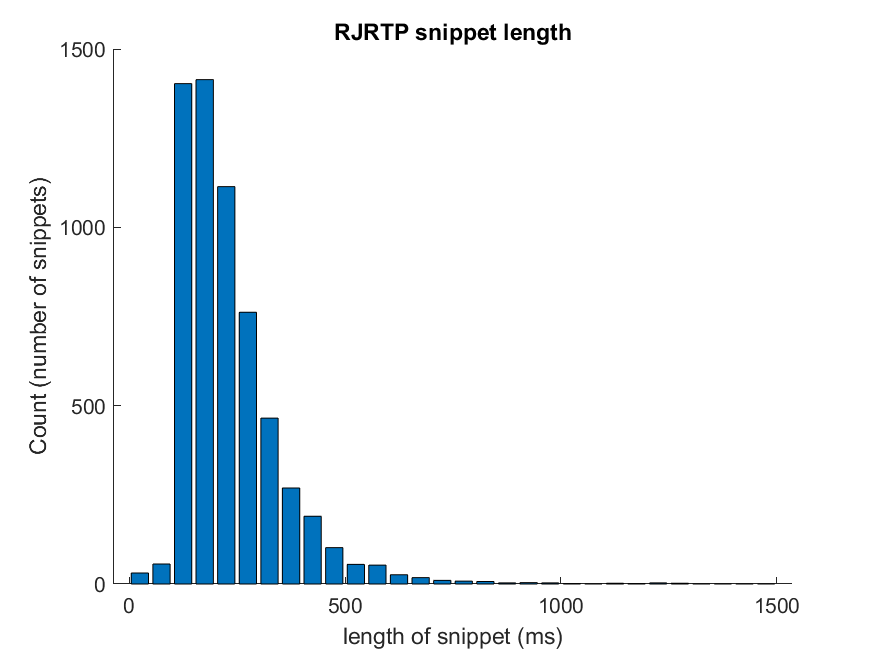 RJRTP snippet length
1500
1000
500
0
Count (number of snippets)
0 500 1000 1500
length of snippet (ms)